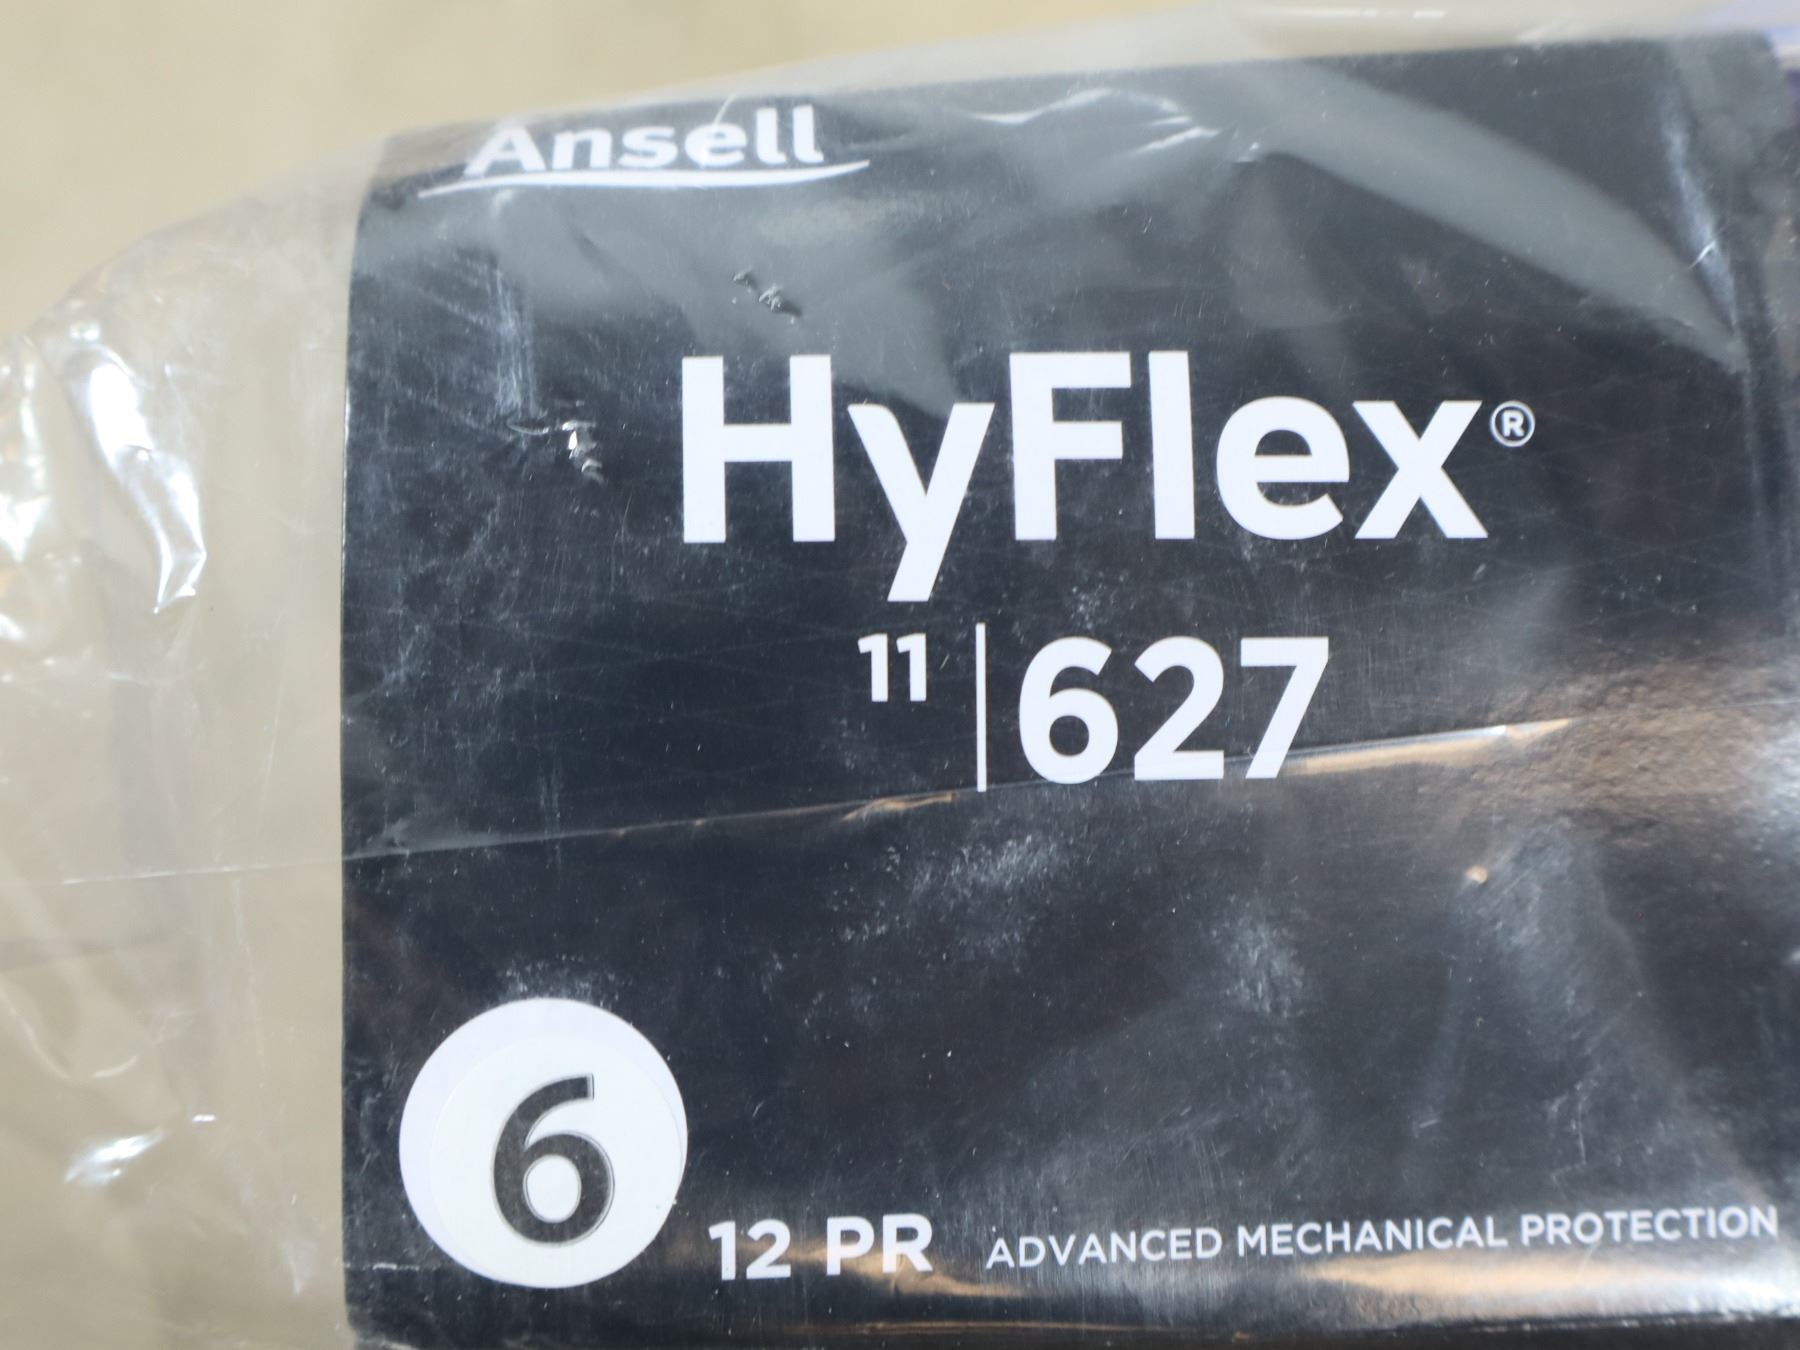 Ansell
HyFlex®
11 | 627
6
12 PR
ADVANCED MECHANICAL PROTECTION